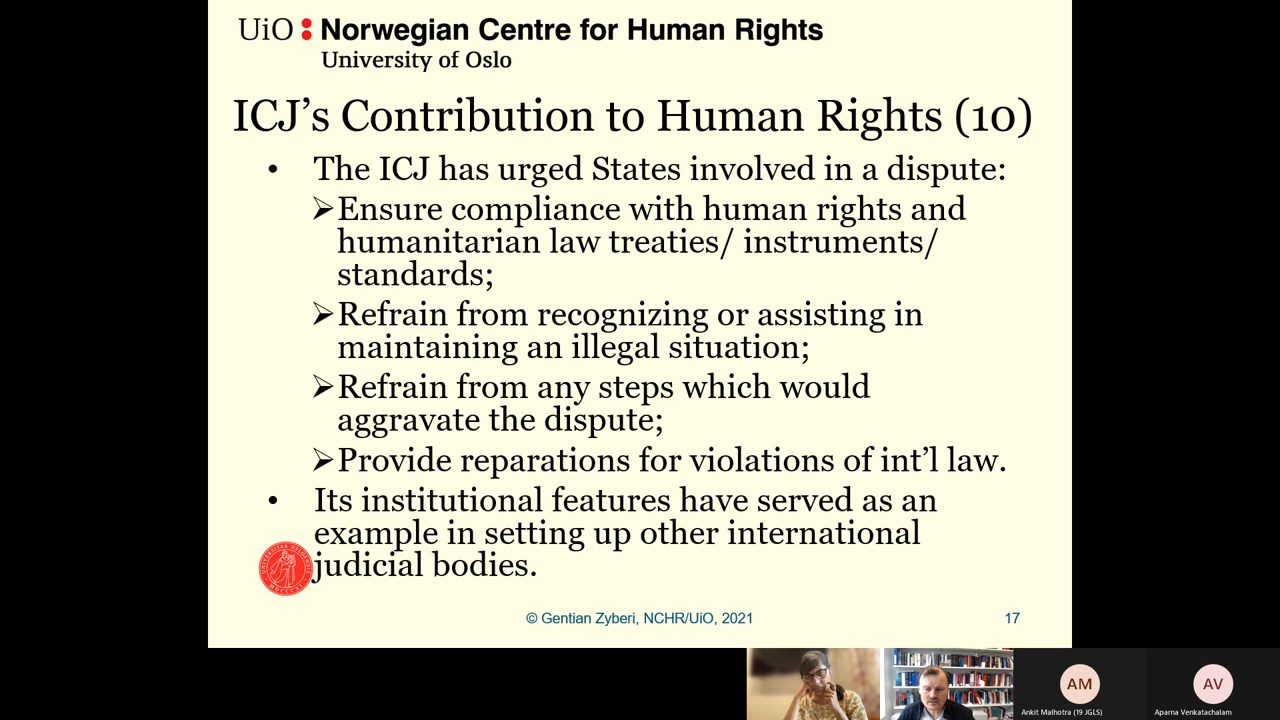 UiO : Norwegian Centre for Human Rights
University of Oslo
ICJ's Contribution to Human Rights (10)
• The ICJ has urged States involved in a dispute:
➢Ensure compliance with human rights and
humanitarian law treaties/ instruments/
standards;
➢Refrain from recognizing or assisting in
maintaining an illegal situation;
➢Refrain from any steps which would
aggravate the dispute;
➢Provide reparations for violations of int'l law.
• Its institutional features have served as an
example in setting up other international
judicial bodies.
UNIVERSITAS OSLOENSIS
MDCCCXI
© Gentian Zyberi, NCHR/UiO, 2021
17
AM
AV
Ankit Malhotra (19 JGLS)
Aparna Venkatachalam